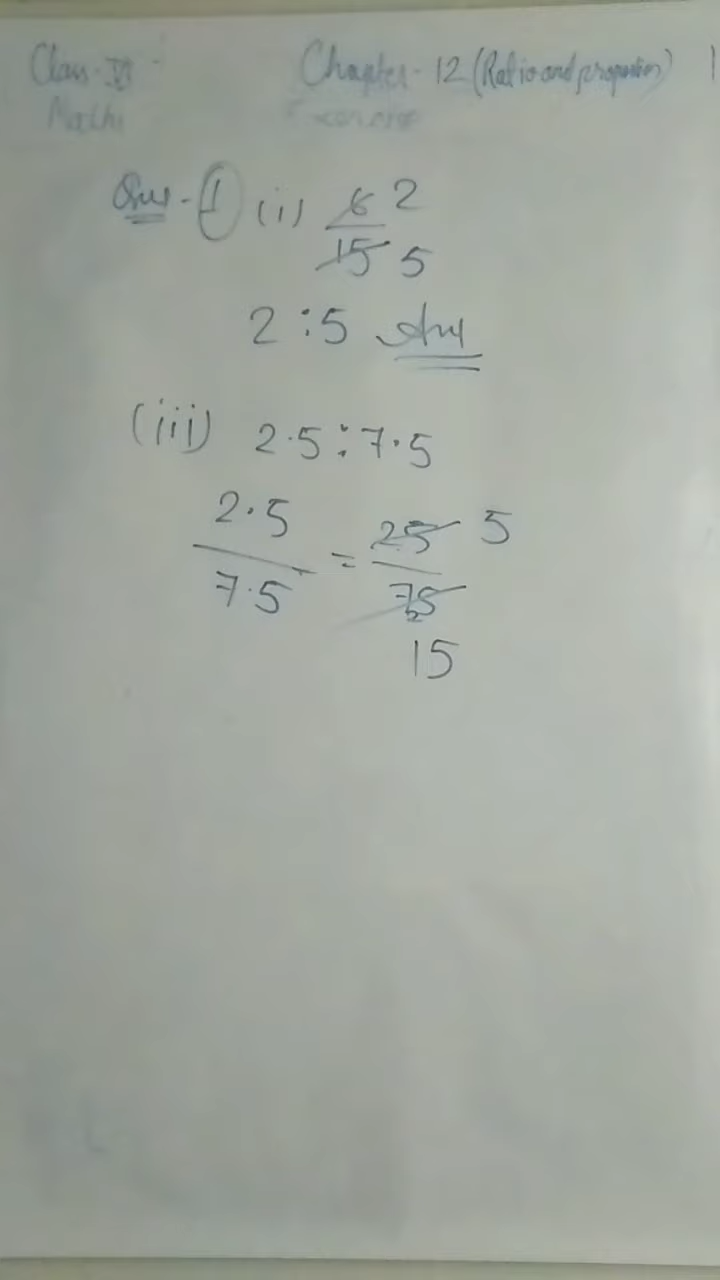 Class-VI Chapter-12 (Ratio and proportion) 1
Maths Exercise
Ans-1 (i) 6 2
15 5
2:5 Ans
(iii) 2.5:7.5
2.5 = 25 5
7.5 75
15